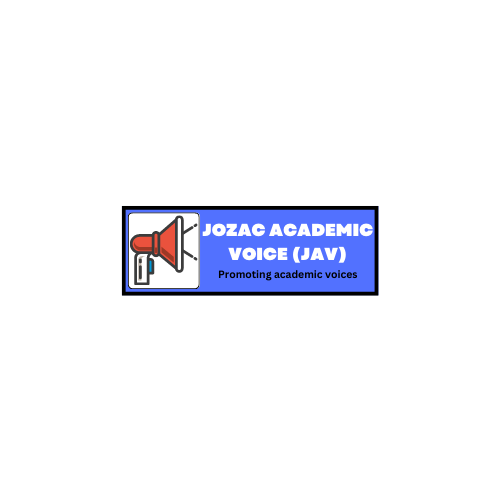 JOZAC ACADEMIC
VOICE (JAV)
Promoting academic voices